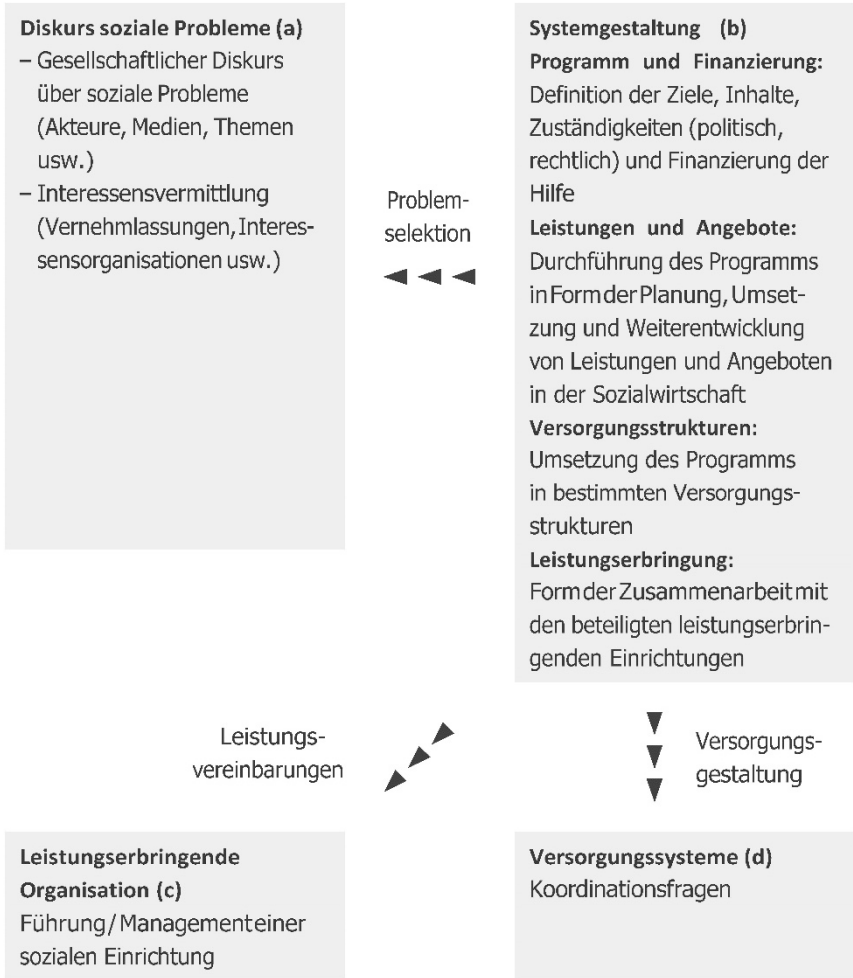 Diskurs soziale Probleme (a)
– Gesellschaftlicher Diskurs
über soziale Probleme
(Akteure, Medien, Themen
usw.)
– Interessensvermittlung
(Vernehmlassungen, Interes-
sensorganisationen usw.)
Problem-
selektion
Systemgestaltung (b)
Programm und Finanzierung:
Definition der Ziele, Inhalte,
Zuständigkeiten (politisch,
rechtlich) und Finanzierung der
Hilfe
Leistungen und Angebote:
Durchführung des Programms
in Form der Planung, Umset-
zung und Weiterentwicklung
von Leistungen und Angeboten
in der Sozialwirtschaft
Versorgungsstrukturen:
Umsetzung des Programms
in bestimmten Versorgungs-
strukturen
Leistungserbringung:
Form der Zusammenarbeit mit
den beteiligten leistungserbrin-
genden Einrichtungen
Leistungs-
vereinbarungen
Versorgungs-
gestaltung
Leistungserbringende
Organisation (c)
Führung/Management einer
sozialen Einrichtung
Versorgungssysteme (d)
Koordinationsfragen